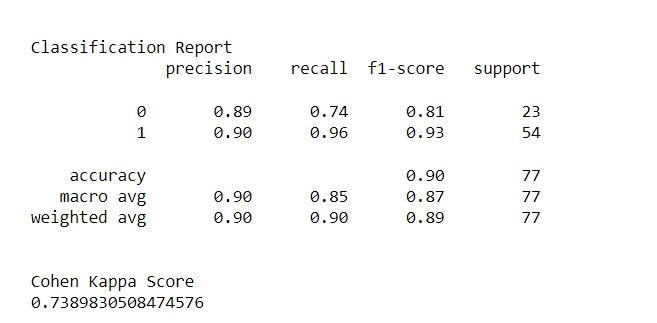 Classification Report
precision recall f1-score support
0 0.89 0.74 0.81 23
1 0.90 0.96 0.93 54
accuracy 0.90 77
macro avg 0.90 0.85 0.87 77
weighted avg 0.90 0.90 0.89 77
Cohen Kappa Score
0.7389830508474576